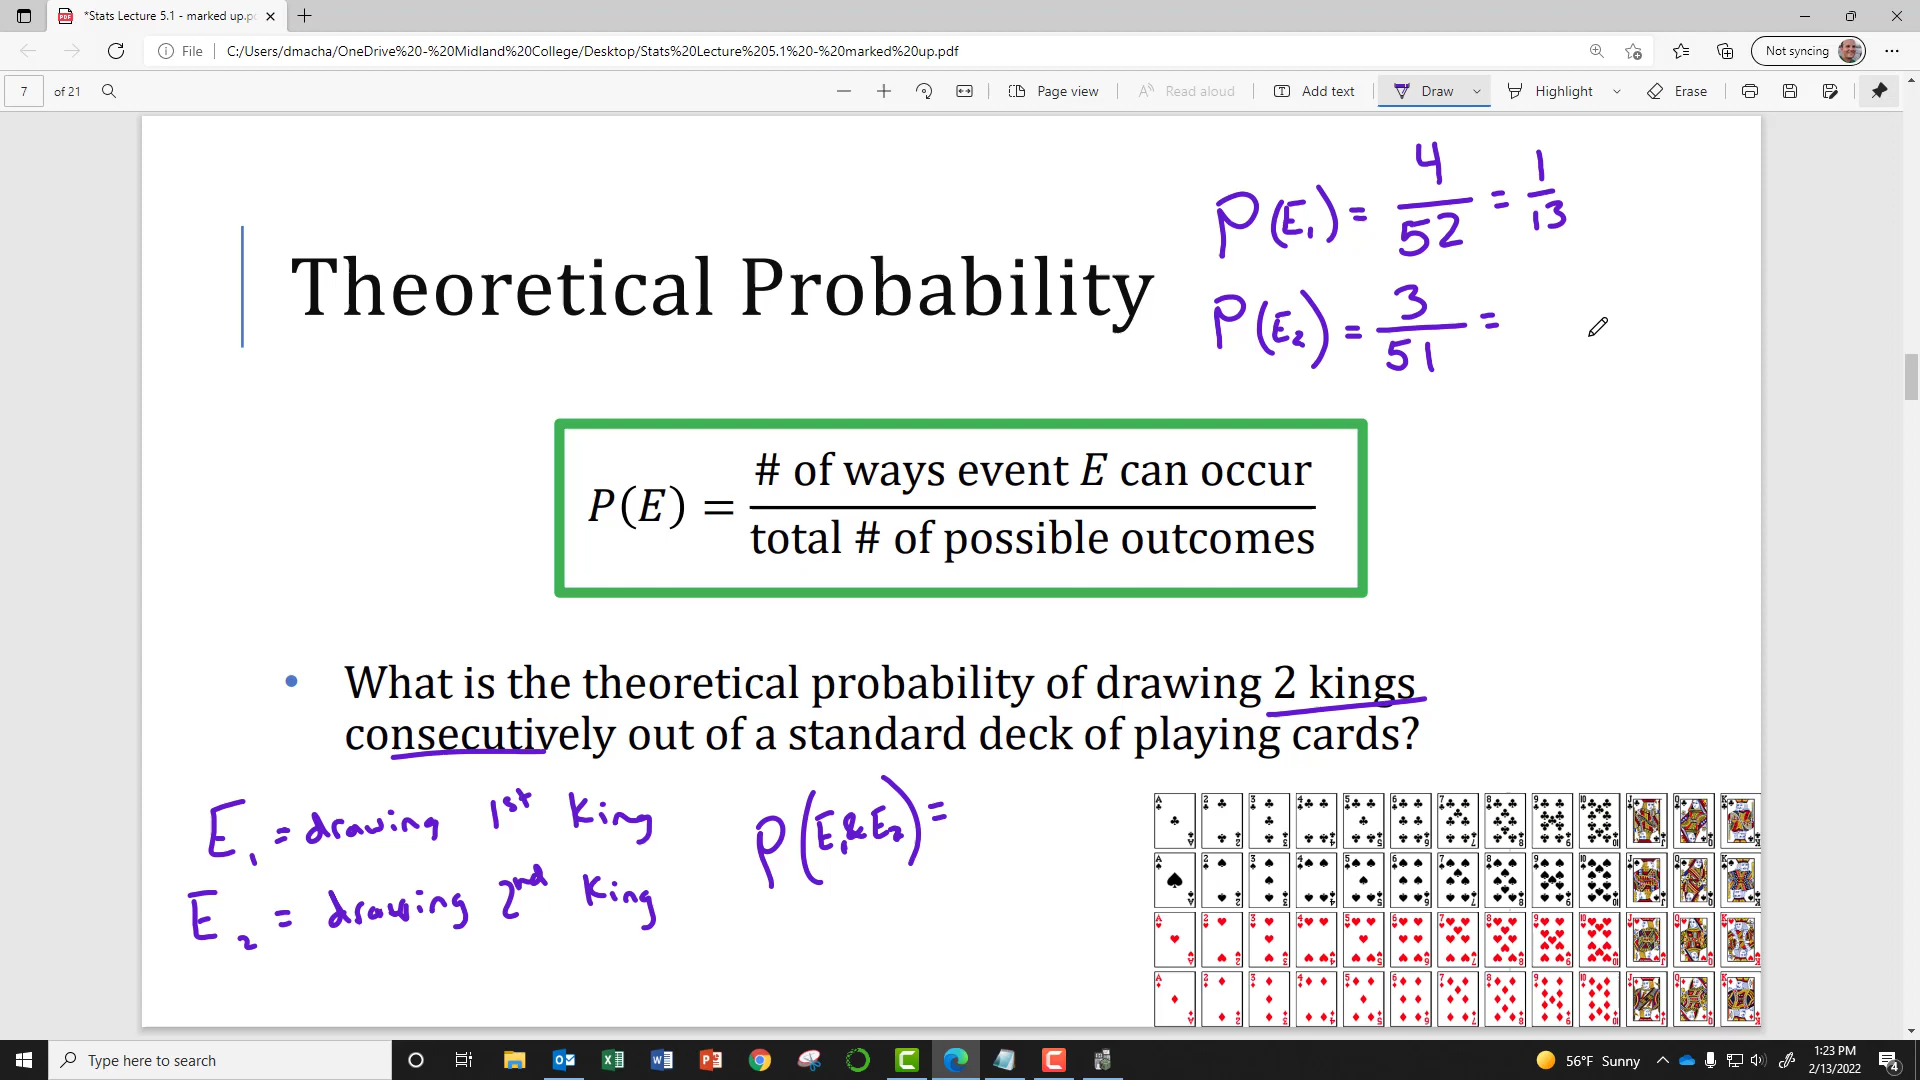 *Stats Lecture 5.1 - marked up.p
File C:/Users/dmacha/OneDrive%20-%20Midland%20College/Desktop/Stats%20Lecture%205.1%20-%20marked%20up.pdf
Not syncing
7 of 21 Page view Read aloud Add text Draw Highlight Erase
P(E₁) = 4/52 = 1/13
P(E₂) = 3/51 =
Theoretical Probability
P(E) = # of ways event E can occur
total # of possible outcomes
• What is the theoretical probability of drawing 2 kings
consecutively out of a standard deck of playing cards?
E₁ = drawing 1st King
E₂ = drawing 2nd King
P(E₁&E₂) =
Type here to search
56°F Sunny
1:23 PM
2/13/2022
4